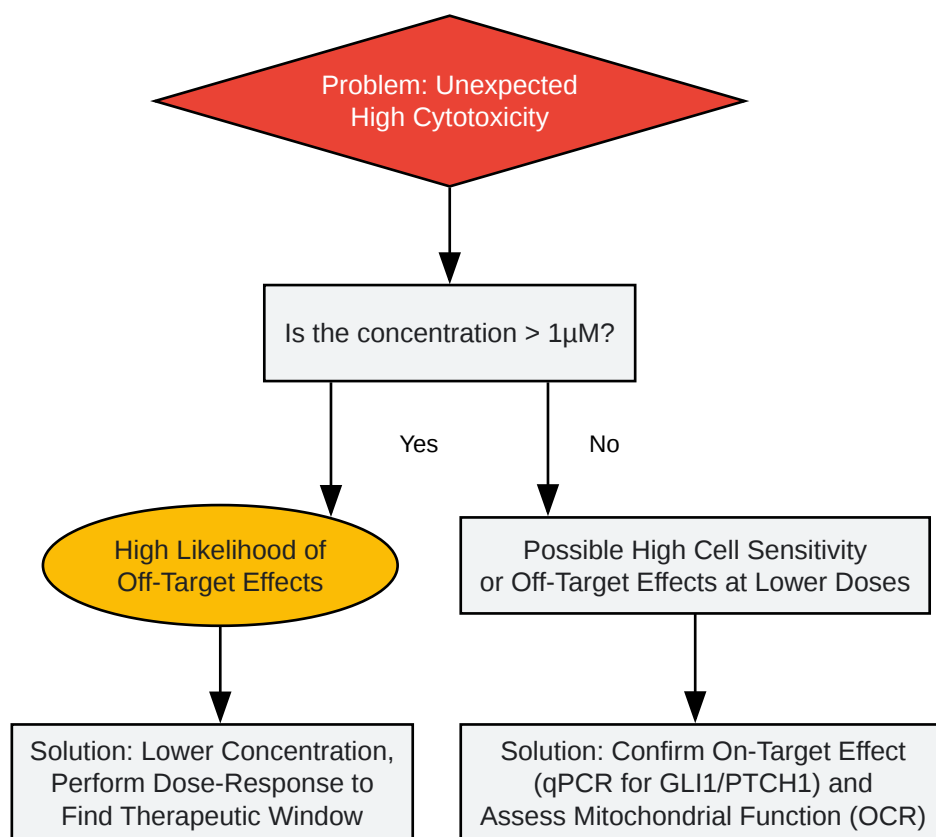 Problem: Unexpected
High Cytotoxicity
Is the concentration > 1µM?
Yes
No
High Likelihood of
Off-Target Effects
Possible High Cell Sensitivity
or Off-Target Effects at Lower Doses
Solution: Lower Concentration,
Perform Dose-Response to
Find Therapeutic Window
Solution: Confirm On-Target Effect
(qPCR for GLI1/PTCH1) and
Assess Mitochondrial Function (OCR)